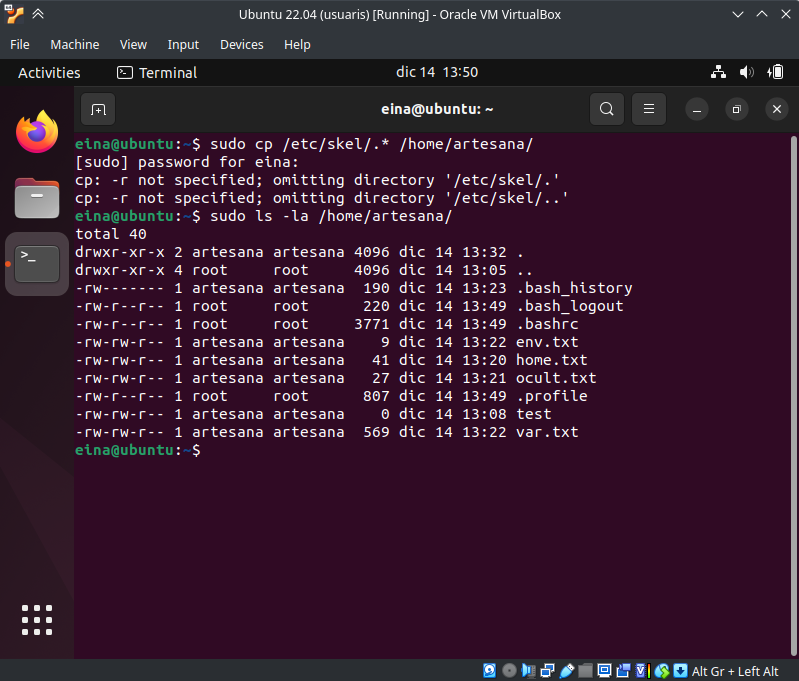 Ubuntu 22.04 (usuaris) [Running] - Oracle VM VirtualBox
File Machine View Input Devices Help
Activities Terminal dic 14 13:50
eina@ubuntu: ~
eina@ubuntu:~$ sudo cp /etc/skel/.* /home/artesana/
[sudo] password for eina:
cp: -r not specified; omitting directory '/etc/skel/.'
cp: -r not specified; omitting directory '/etc/skel/..'
eina@ubuntu:~$ sudo ls -la /home/artesana/
total 40
drwxr-xr-x 2 artesana artesana 4096 dic 14 13:32 .
drwxr-xr-x 4 root     root     4096 dic 14 13:05 ..
-rw------- 1 artesana artesana  190 dic 14 13:23 .bash_history
-rw-r--r-- 1 root     root      220 dic 14 13:49 .bash_logout
-rw-r--r-- 1 root     root     3771 dic 14 13:49 .bashrc
-rw-rw-r-- 1 artesana artesana    9 dic 14 13:22 env.txt
-rw-rw-r-- 1 artesana artesana   41 dic 14 13:20 home.txt
-rw-rw-r-- 1 artesana artesana   27 dic 14 13:21 ocult.txt
-rw-r--r-- 1 root     root      807 dic 14 13:49 .profile
-rw-rw-r-- 1 artesana artesana    0 dic 14 13:08 test
-rw-rw-r-- 1 artesana artesana  569 dic 14 13:22 var.txt
eina@ubuntu:~$
Alt Gr + Left Alt